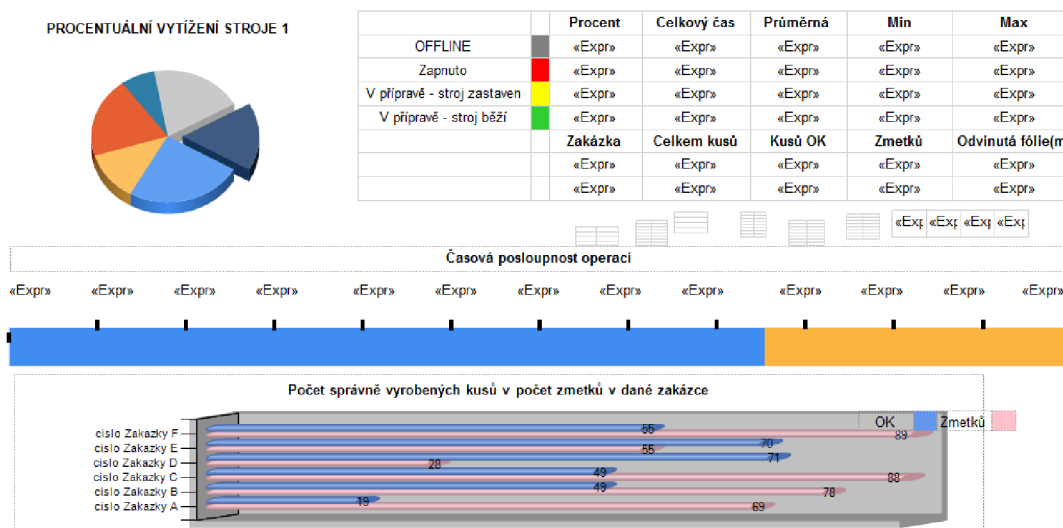 PROCENTUÁLNÍ VYTÍŽENÍ STROJE 1
Procent Celkový čas Průměrná Min Max
OFFLINE «Expr» «Expr» «Expr» «Expr» «Expr»
Zapnuto «Expr» «Expr» «Expr» «Expr» «Expr»
V přípravě - stroj zastaven «Expr» «Expr» «Expr» «Expr» «Expr»
V přípravě - stroj běží «Expr» «Expr» «Expr» «Expr» «Expr»
Zakázka Celkem kusů Kusů OK Zmetků Odvinutá fólie(m
«Expr» «Expr» «Expr» «Expr» «Expr»
«Expr» «Expr» «Expr» «Expr» «Expr»
«Exp «Exp «Exp «Exp
Časová posloupnost operací
«Expr» «Expr» «Expr» «Expr» «Expr» «Expr» «Expr» «Expr» «Expr» «Expr» «Expr» «Expr» «Expr»
Počet správně vyrobených kusů v počet zmetků v dané zakázce
OK Zmetků
cislo Zakazky F 55 89
cislo Zakazky E 70 55
cislo Zakazky D 71 28
cislo Zakazky C 49 88
cislo Zakazky B 49 78
cislo Zakazky A 19 69